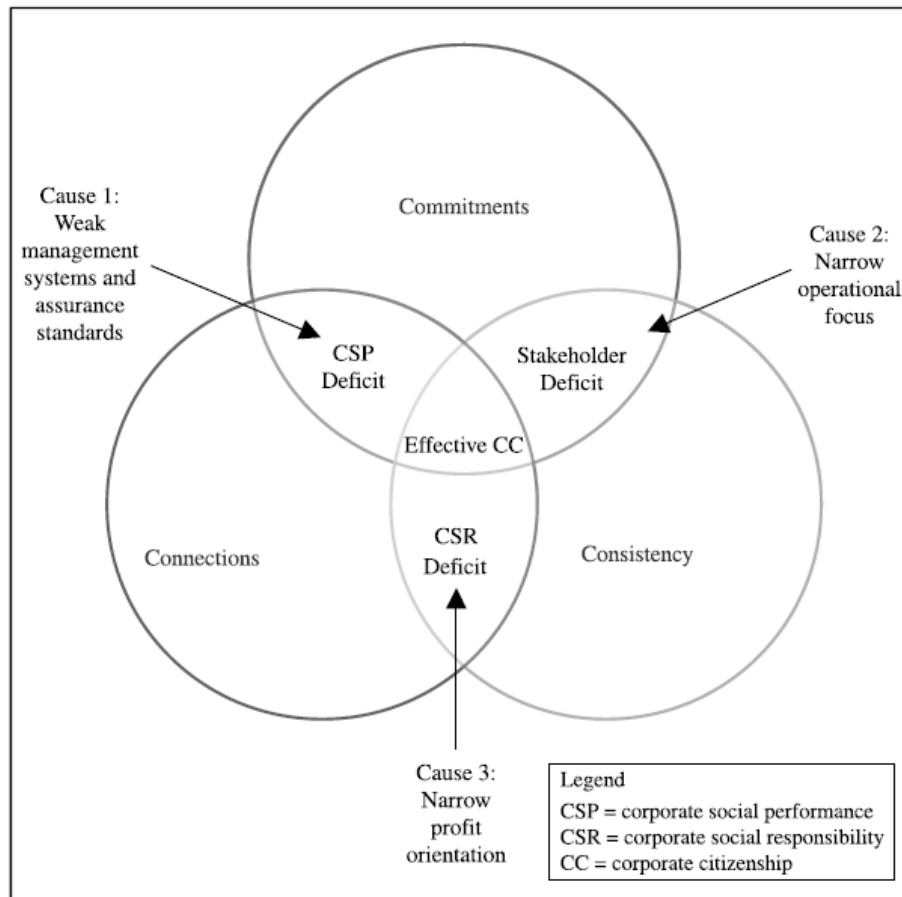 Commitments
Cause 1:
Weak
management
systems and
assurance
standards
Cause 2:
Narrow
operational
focus
CSP
Deficit
Stakeholder
Deficit
Effective CC
Connections
CSR
Deficit
Consistency
Cause 3:
Narrow
profit
orientation
Legend
CSP = corporate social performance
CSR = corporate social responsibility
CC = corporate citizenship